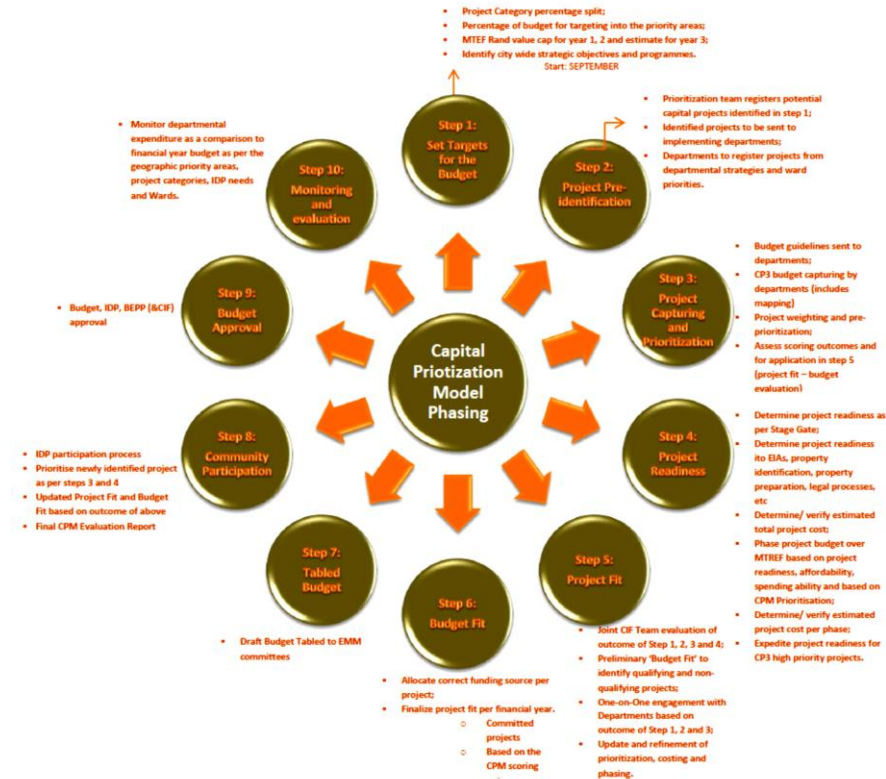 ▪ Project Category percentage split;
▪ Percentage of budget for targeting into the priority areas;
▪ MTEF Rand value cap for year 1, 2 and estimate for year 3;
▪ Identify city wide strategic objectives and programmes.
Start: SEPTEMBER
Step 1:
Set Targets
for the
Budget
▪ Prioritization team registers potential
capital projects identified in step 1;
▪ Identified projects to be sent to
implementing departments;
▪ Departments to register projects from
departmental strategies and ward
priorities.
Step 2:
Project Pre-
identification
▪ Budget guidelines sent to
departments;
▪ CP3 budget capturing by
departments (includes
mapping)
▪ Project weighting and pre-
prioritization;
▪ Assess scoring outcomes and
for application in step 5
(project fit – budget
evaluation)
Step 3:
Project
Capturing
and
Prioritization
▪ Determine project readiness as
per Stage Gate;
▪ Determine project readiness
ito EIAs, property
identification, property
preparation, legal processes,
etc
▪ Determine/ verify estimated
total project cost;
▪ Phase project budget over
MTREF based on project
readiness, affordability,
spending ability and based on
CPM Prioritisation;
▪ Determine/ verify estimated
project cost per phase;
▪ Expedite project readiness for
CP3 high priority projects.
Step 4:
Project
Readiness
Step 5:
Project Fit
▪ Joint CIF Team evaluation of
outcome of Step 1, 2, 3 and 4;
▪ Preliminary 'Budget Fit' to
identify qualifying and non-
qualifying projects;
▪ One-on-One engagement with
Departments based on
outcome of Step 1, 2 and 3;
▪ Update and refinement of
prioritization, costing and
phasing.
Step 6:
Budget Fit
▪ Allocate correct funding source per
project;
▪ Finalize project fit per financial year.
o Committed
projects
o Based on the
CPM scoring
Step 7:
Tabled
Budget
▪ Draft Budget Tabled to EMM
committees
Step 8:
Community
Participation
▪ IDP participation process
▪ Prioritise newly identified project
as per steps 3 and 4
▪ Updated Project Fit and Budget
Fit based on outcome of above
▪ Final CPM Evaluation Report
Step 9:
Budget
Approval
▪ Budget, IDP, BEPP (&CIF)
approval
Step 10:
Monitoring
and
evaluation
▪ Monitor departmental
expenditure as a comparison to
financial year budget as per the
geographic priority areas,
project categories, IDP needs
and Wards.
Capital
Priotization
Model
Phasing